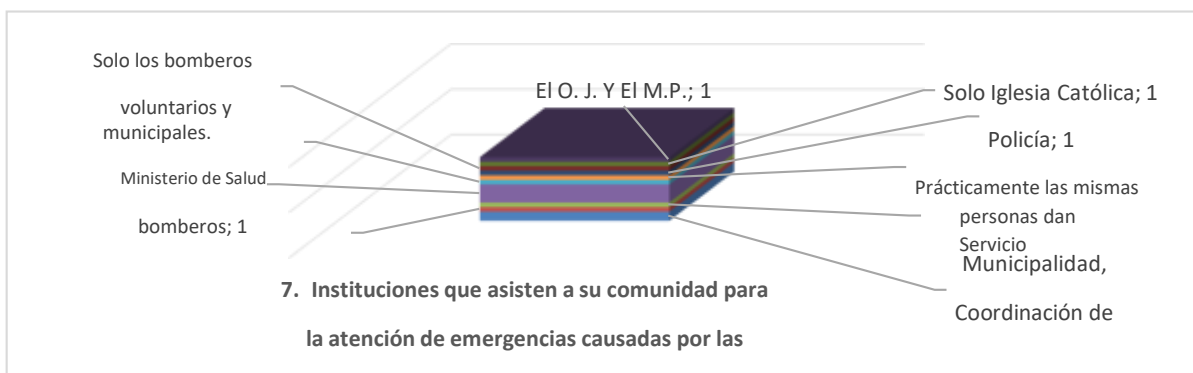 Solo los bomberos
voluntarios y
municipales.
Ministerio de Salud
bomberos; 1
El O. J. Y El M.P.; 1
Solo Iglesia Católica; 1
Policía; 1
Prácticamente las mismas
personas dan
Servicio
Municipalidad,
Coordinación de
7. Instituciones que asisten a su comunidad para
la atención de emergencias causadas por las